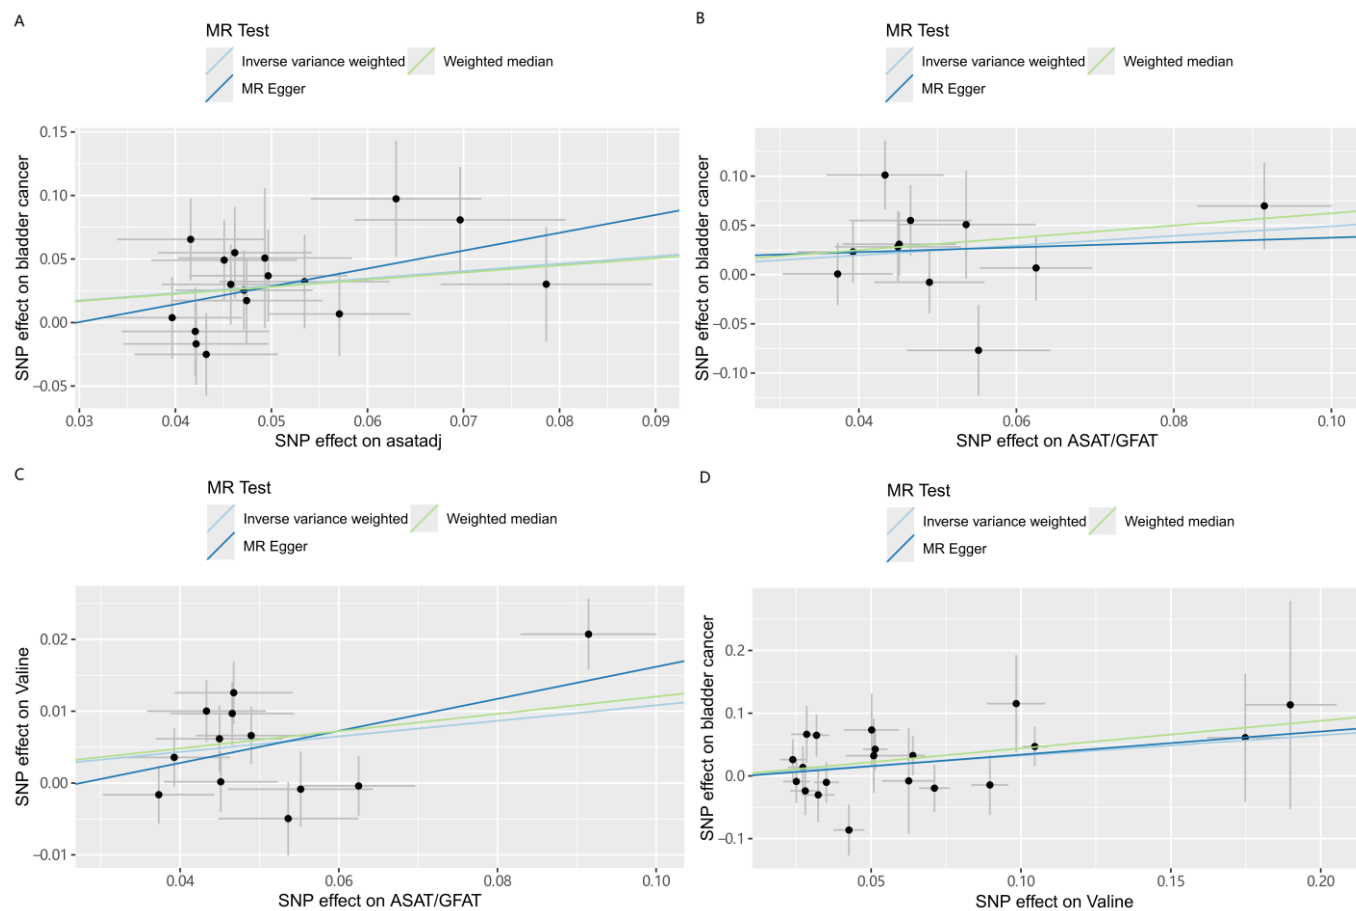 A
MR Test
Inverse variance weighted
Weighted median
MR Egger
SNP effect on bladder cancer
0.15
0.10
0.05
0.00
−0.05
0.03
0.04
0.05
0.06
0.07
0.08
0.09
SNP effect on asatadj
B
MR Test
Inverse variance weighted
Weighted median
MR Egger
SNP effect on bladder cancer
0.10
0.05
0.00
−0.05
−0.10
0.04
0.06
0.08
0.10
SNP effect on ASAT/GFAT
C
MR Test
Inverse variance weighted
Weighted median
MR Egger
SNP effect on Valine
0.02
0.01
0.00
−0.01
0.04
0.06
0.08
0.10
SNP effect on ASAT/GFAT
D
MR Test
Inverse variance weighted
Weighted median
MR Egger
SNP effect on bladder cancer
0.2
0.1
0.0
−0.1
0.05
0.10
0.15
0.20
SNP effect on Valine